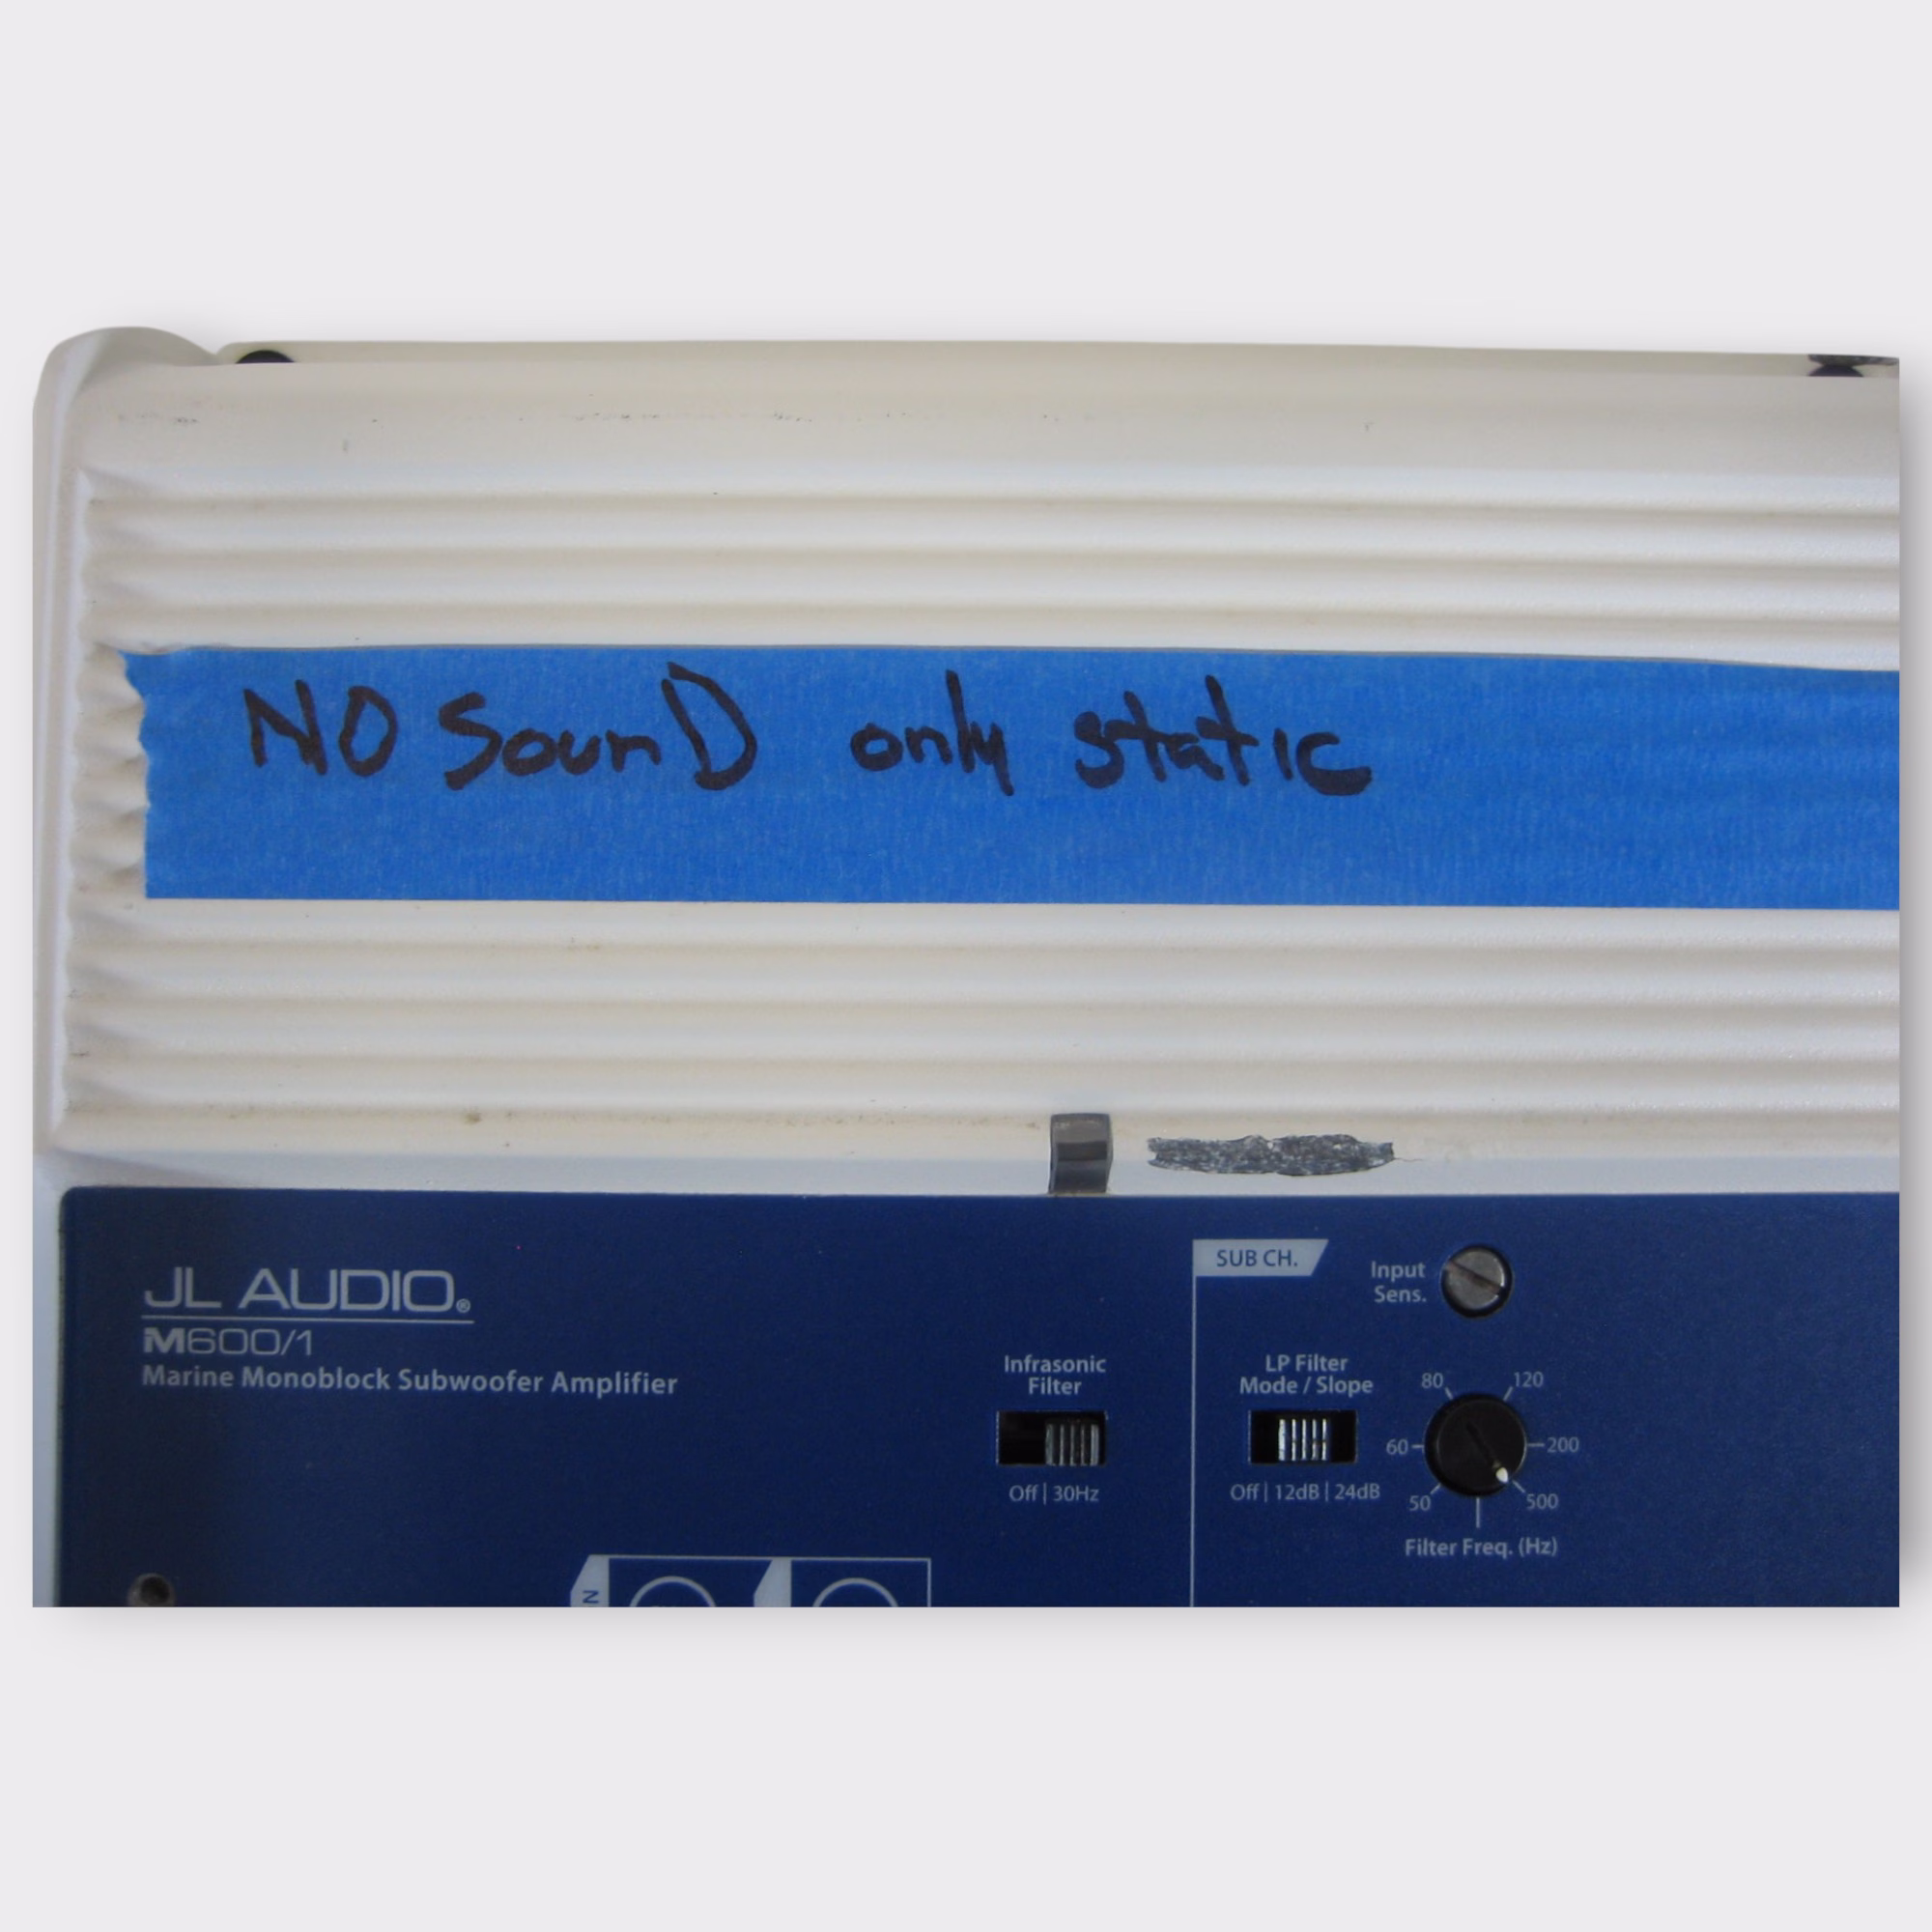 NO SounD only static
JL AUDIO®
M600/1
Marine Monoblock Subwoofer Amplifier
Infrasonic
Filter
Off | 30Hz
SUB CH.
Input
Sens.
LP Filter
Mode / Slope
Off | 12dB | 24dB
80
120
60
200
50
500
Filter Freq. (Hz)